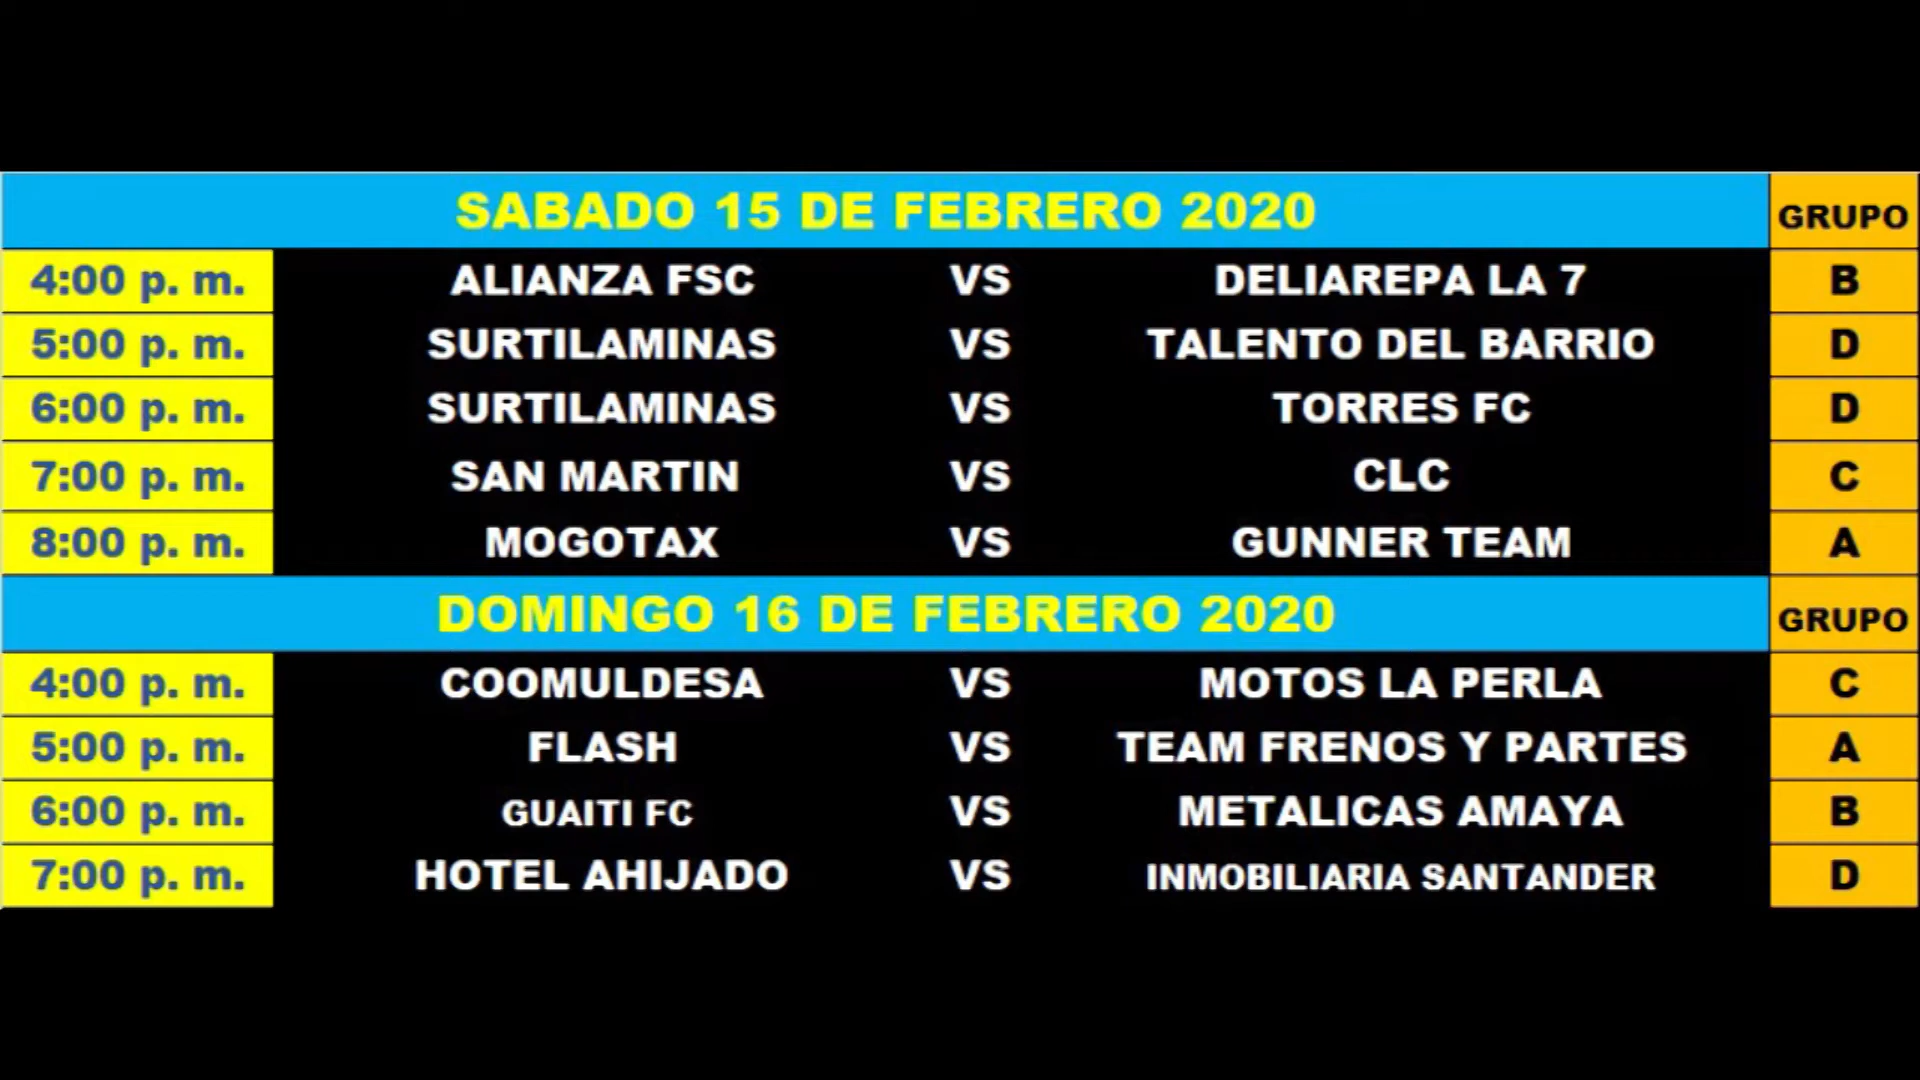 SABADO 15 DE FEBRERO 2020 GRUPO
4:00 p. m. ALIANZA FSC VS DELIAREPA LA 7 B
5:00 p. m. SURTILAMINAS VS TALENTO DEL BARRIO D
6:00 p. m. SURTILAMINAS VS TORRES FC D
7:00 p. m. SAN MARTIN VS CLC C
8:00 p. m. MOGOTAX VS GUNNER TEAM A
DOMINGO 16 DE FEBRERO 2020 GRUPO
4:00 p. m. COOMULDESA VS MOTOS LA PERLA C
5:00 p. m. FLASH VS TEAM FRENOS Y PARTES A
6:00 p. m. GUAITI FC VS METALICAS AMAYA B
7:00 p. m. HOTEL AHIJADO VS INMOBILIARIA SANTANDER D